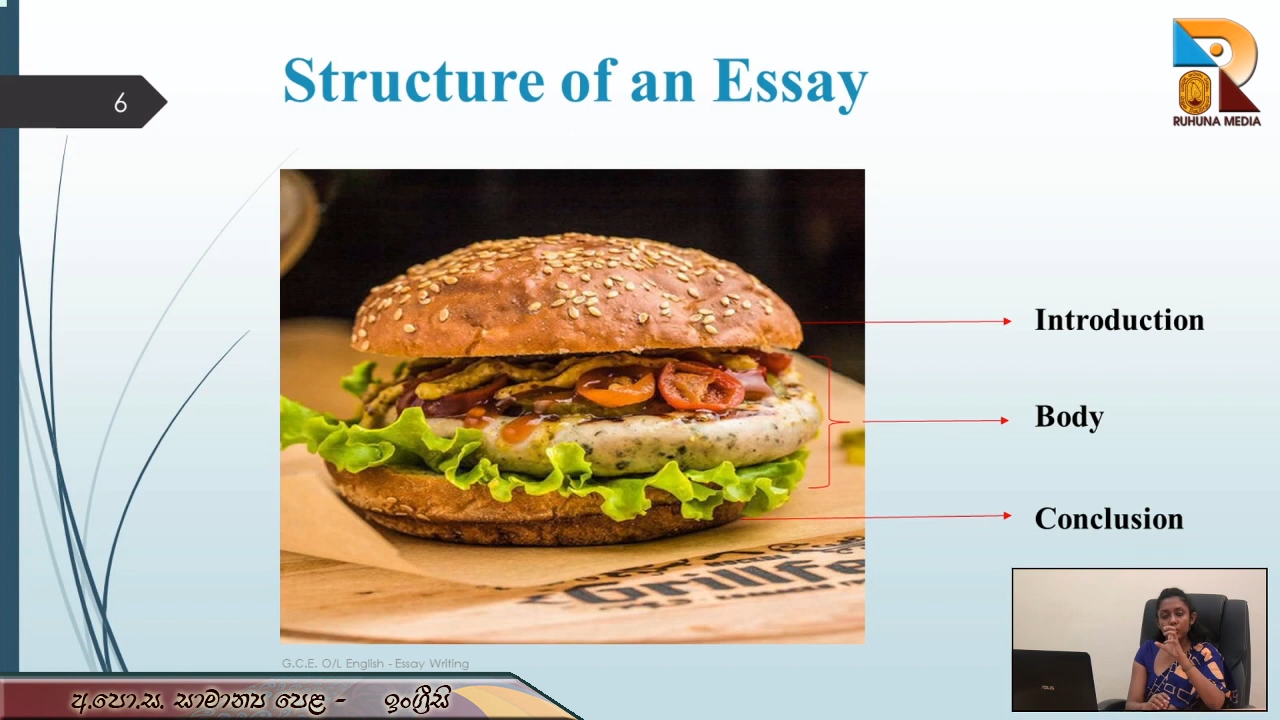 Structure of an Essay
6
RUHUNA MEDIA
Introduction
Body
Conclusion
G.C.E. O/L English - Essay Writing
අ.පො.ස. සාමාන්‍ය පෙළ - ඉංග්‍රීසි